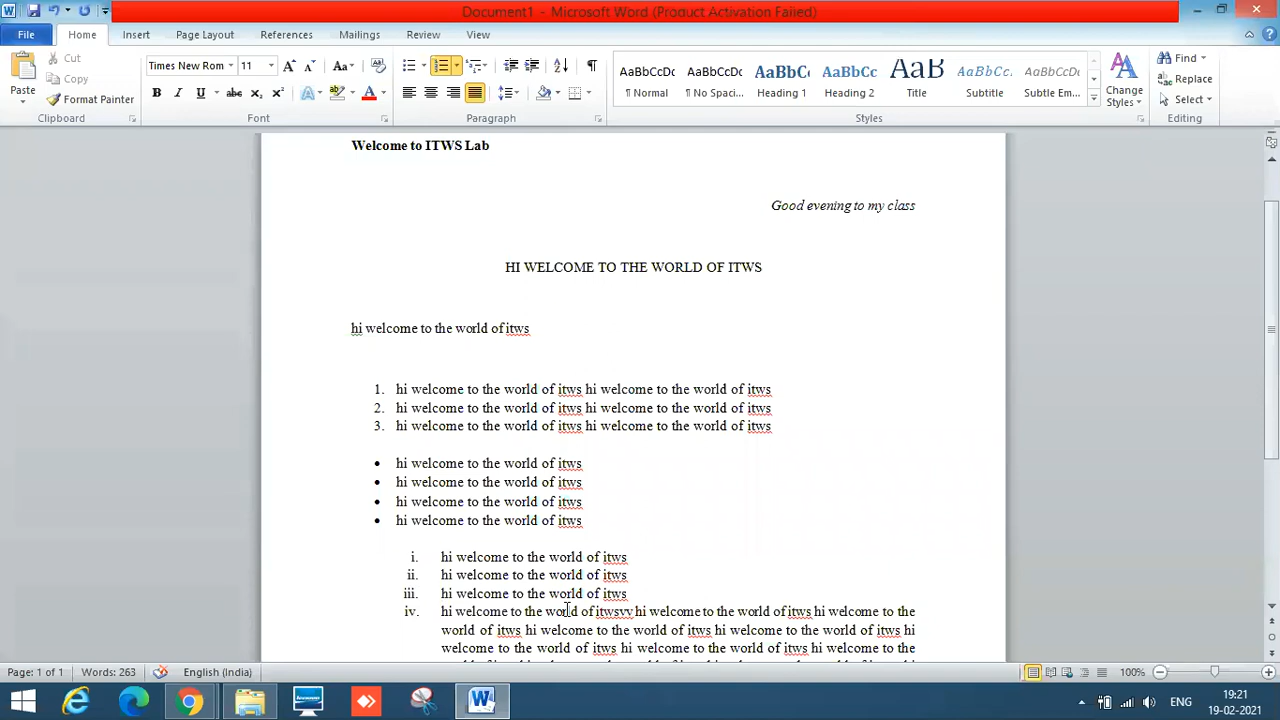 Document1 - Microsoft Word (Product Activation Failed)
File Home Insert Page Layout References Mailings Review View
Paste
Cut
Copy
Format Painter
Clipboard
Times New Rom 11
Font
Paragraph
AaBbCcDc AaBbCcDc AaBbC AaBbCc AaB AaBbCcDc AaBbCcDc
¶ Normal ¶ No Spaci... Heading 1 Heading 2 Title Subtitle Subtle Em...
Styles
Change
Styles
Find
Replace
Select
Editing
Welcome to ITWS Lab
Good evening to my class
HI WELCOME TO THE WORLD OF ITWS
hi welcome to the world of itws
1. hi welcome to the world of itws hi welcome to the world of itws
2. hi welcome to the world of itws hi welcome to the world of itws
3. hi welcome to the world of itws hi welcome to the world of itws
• hi welcome to the world of itws
• hi welcome to the world of itws
• hi welcome to the world of itws
• hi welcome to the world of itws
i. hi welcome to the world of itws
ii. hi welcome to the world of itws
iii. hi welcome to the world of itws
iv. hi welcome to the world of itwsvv hi welcome to the world of itws hi welcome to the
world of itws hi welcome to the world of itws hi welcome to the world of itws hi
welcome to the world of itws hi welcome to the world of itws hi welcome to the
Page: 1 of 1 Words: 263 English (India) 100%
ENG
19:21
19-02-2021